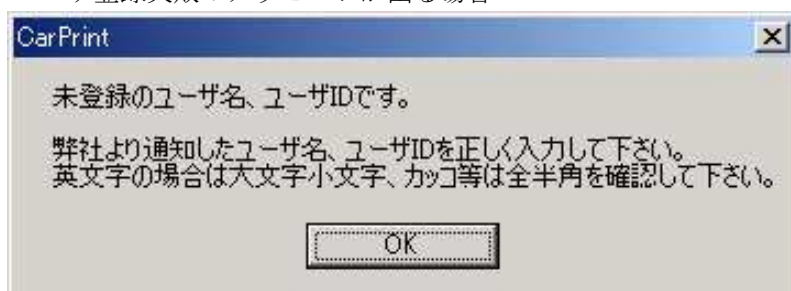 CarPrint
未登録のユーザ名、ユーザIDです。
弊社より通知したユーザ名、ユーザIDを正しく入力して下さい。
英文字の場合は大文字小文字、カッコ等は全半角を確認して下さい。
OK